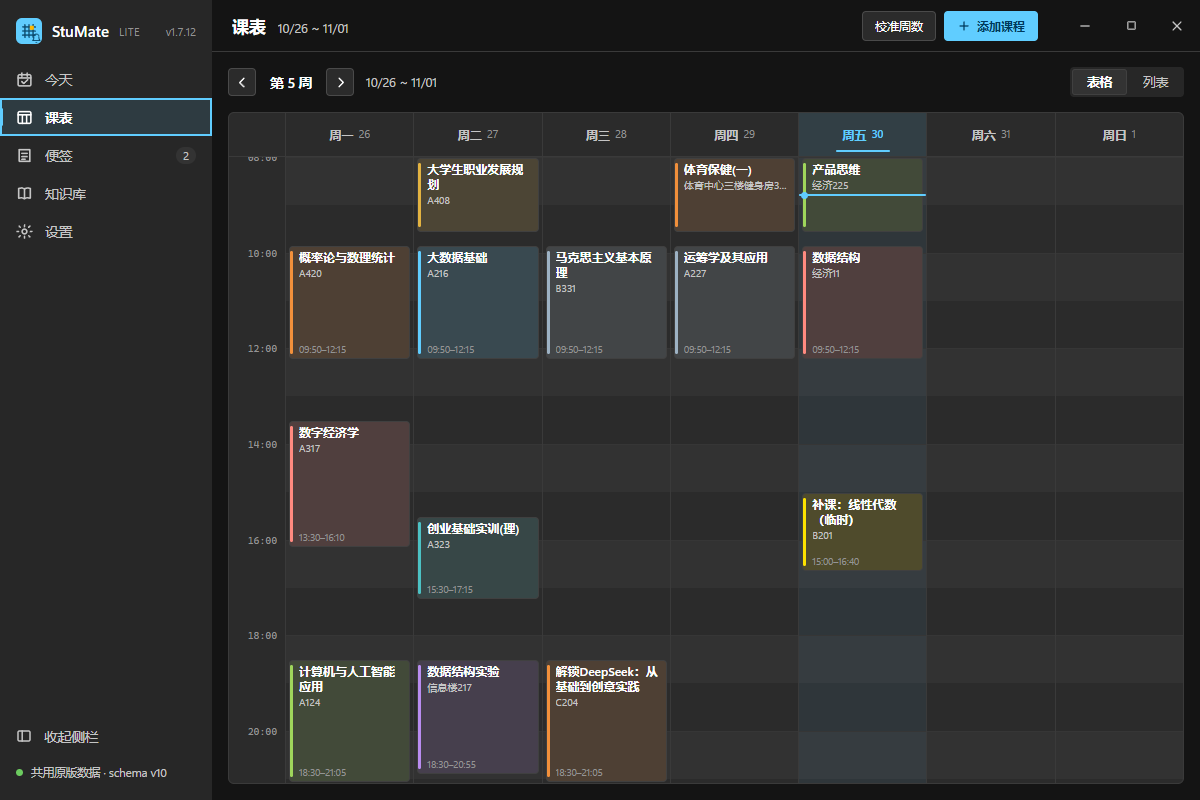 StuMate LITE v1.7.12
今天
课表
便签 2
知识库
设置
收起侧栏
共用原版数据 · schema v10
课表 10/26 ~ 11/01
校准周数
+ 添加课程
第 5 周 10/26 ~ 11/01
表格 列表
周一 26 周二 27 周三 28 周四 29 周五 30 周六 31 周日 1
08:00
大学生职业发展规
划
A408
体育保健(一)
体育中心三楼健身房3...
产品思维
经济225
10:00
概率论与数理统计
A420
09:50–12:15
大数据基础
A216
09:50–12:15
马克思主义基本原
理
B331
09:50–12:15
运筹学及其应用
A227
09:50–12:15
数据结构
经济11
09:50–12:15
12:00
14:00
数字经济学
A317
13:30–16:10
创业基础实训(理)
A323
15:30–17:15
补课：线性代数
（临时）
B201
15:00–16:40
16:00
18:00
计算机与人工智能
应用
A124
18:30–21:05
数据结构实验
信息楼217
18:30–20:55
解锁DeepSeek：从
基础到创意实践
C204
18:30–21:05
20:00